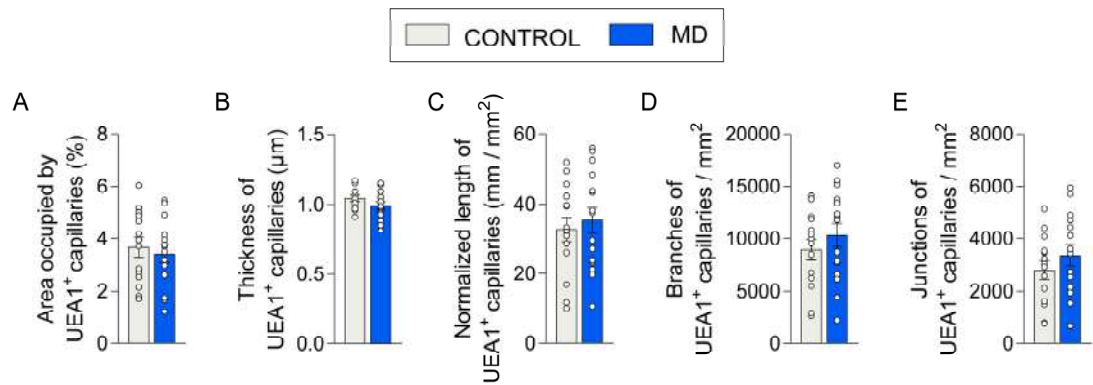 CONTROL MD
A
Area occupied by
UEA1⁺ capillaries (%)
8
6
4
2
0
B
Thickness of
UEA1⁺ capillaries (µm)
1.5
1.0
0.5
0.0
C
Normalized length of
UEA1⁺ capillaries (mm / mm²)
60
40
20
0
D
Branches of
UEA1⁺ capillaries / mm²
20000
15000
10000
5000
0
E
Junctions of
UEA1⁺ capillaries / mm²
8000
6000
4000
2000
0